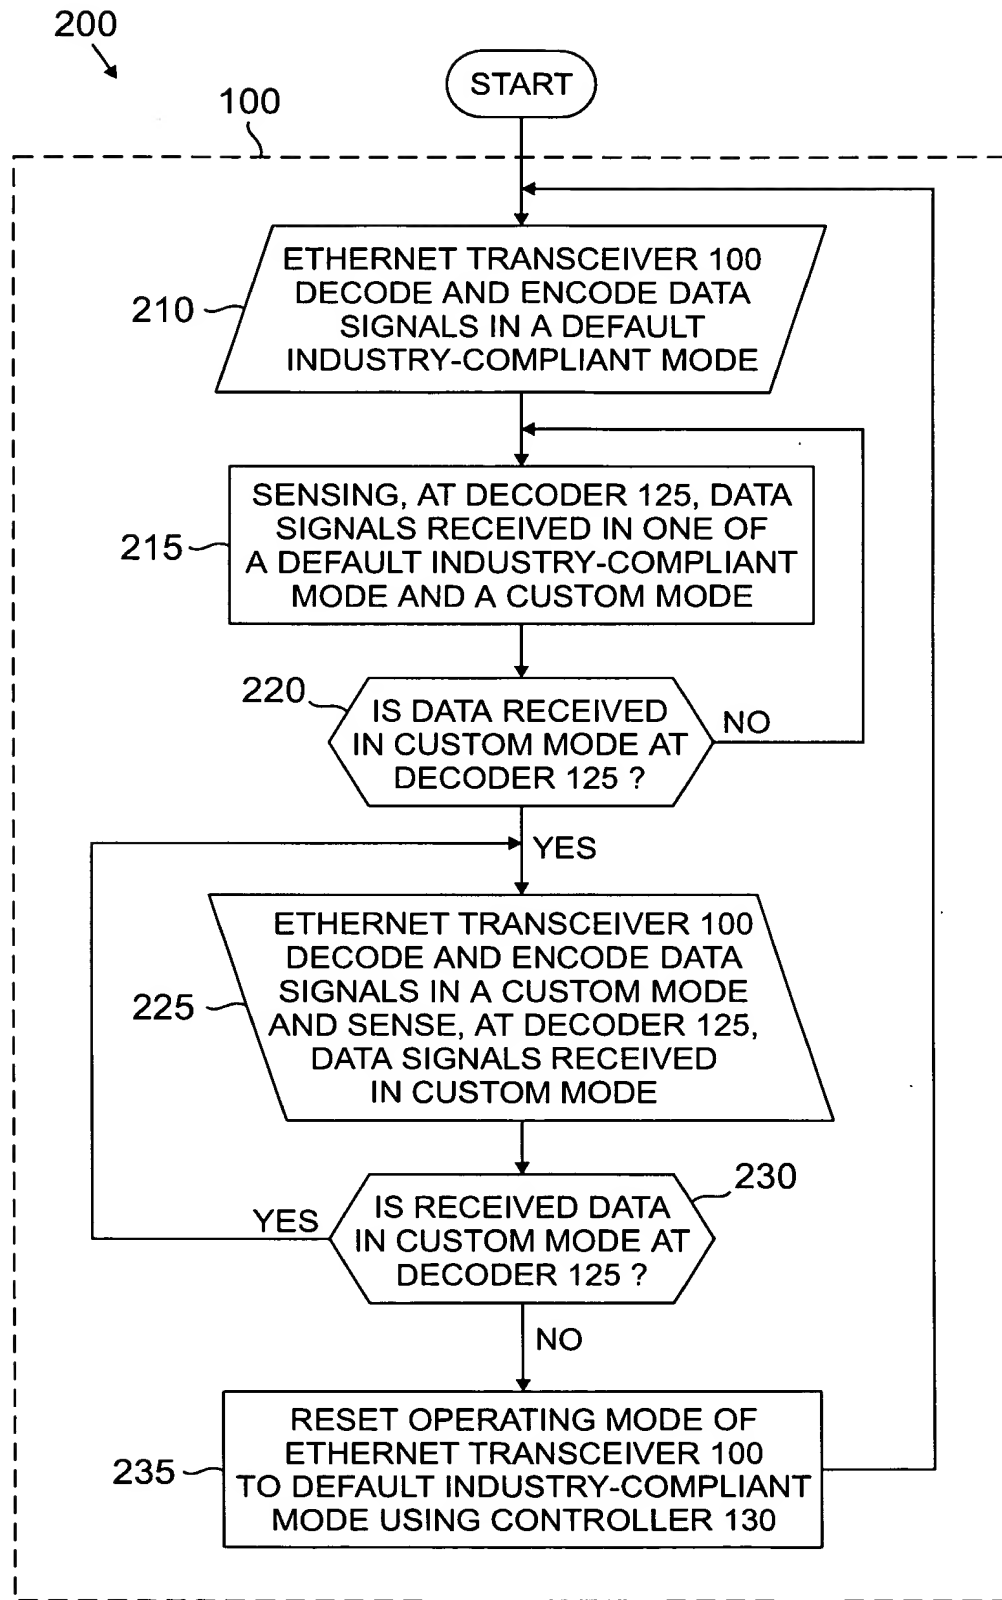 200
START
100
ETHERNET TRANSCEIVER 100
DECODE AND ENCODE DATA
SIGNALS IN A DEFAULT
INDUSTRY-COMPLIANT MODE
210
SENSING, AT DECODER 125, DATA
SIGNALS RECEIVED IN ONE OF
A DEFAULT INDUSTRY-COMPLIANT
MODE AND A CUSTOM MODE
215
220
IS DATA RECEIVED
IN CUSTOM MODE AT
DECODER 125 ?
NO
YES
ETHERNET TRANSCEIVER 100
DECODE AND ENCODE DATA
SIGNALS IN A CUSTOM MODE
AND SENSE, AT DECODER 125,
DATA SIGNALS RECEIVED
IN CUSTOM MODE
225
230
IS RECEIVED DATA
IN CUSTOM MODE AT
DECODER 125 ?
YES
NO
RESET OPERATING MODE OF
ETHERNET TRANSCEIVER 100
TO DEFAULT INDUSTRY-COMPLIANT
MODE USING CONTROLLER 130
235